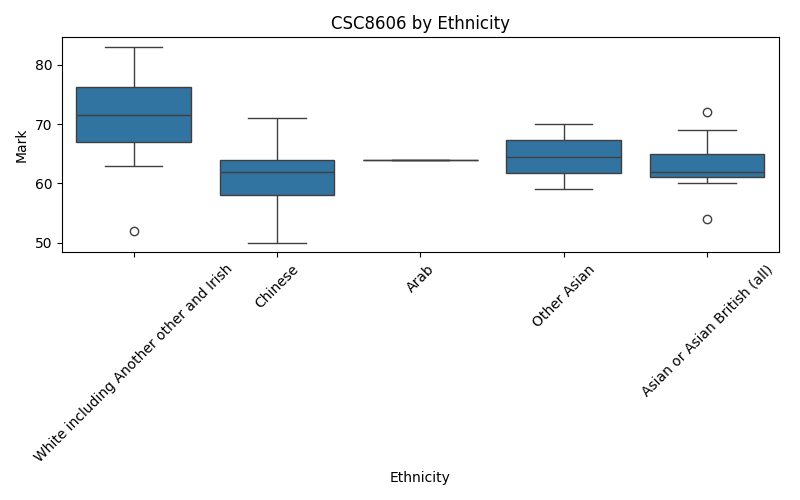 CSC8606 by Ethnicity
Mark
80
70
60
50
White including Another other and Irish
Chinese
Arab
Other Asian
Asian or Asian British (all)
Ethnicity